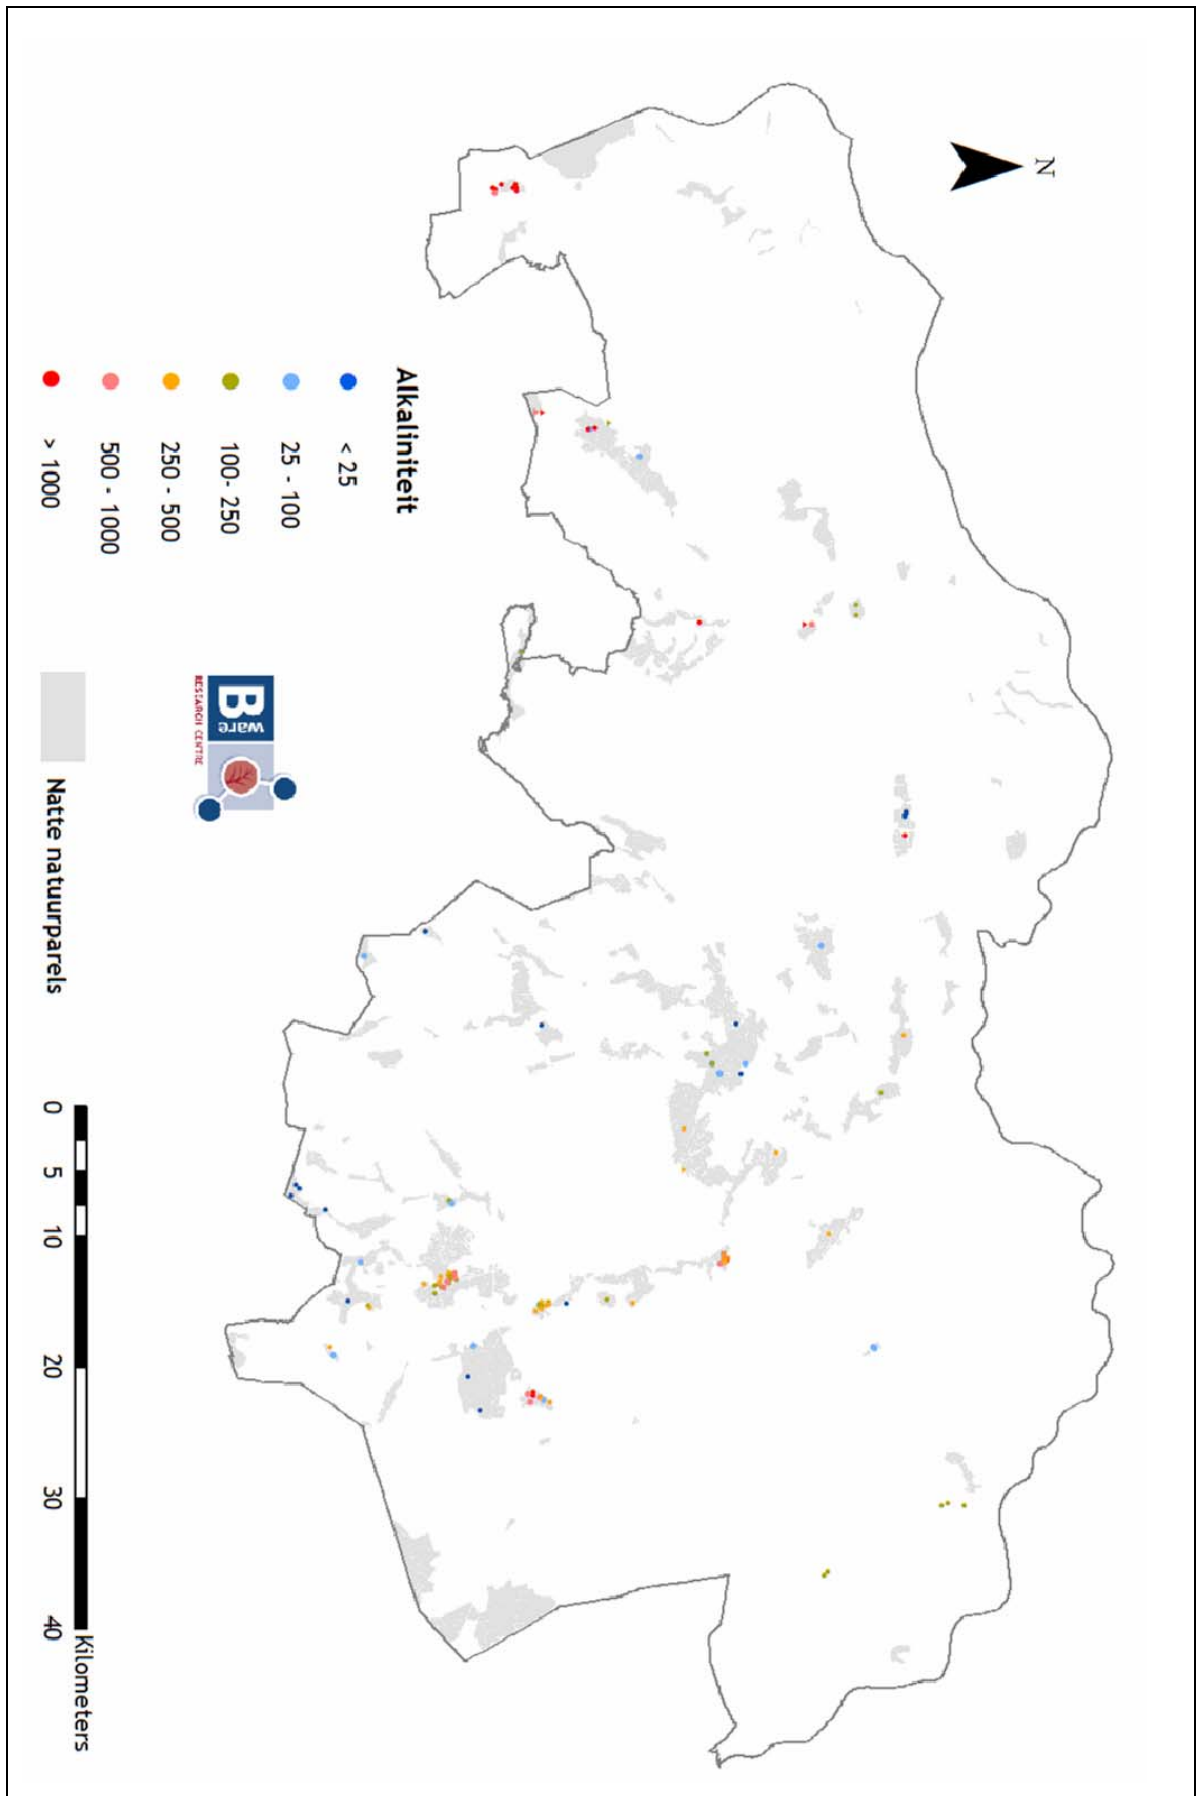 N
Alkaliniteit
< 25
25 - 100
100- 250
250 - 500
500 - 1000
> 1000
B ware
RESEARCH CENTRE
Natte natuurparels
0 5 10 20 30 40
Kilometers